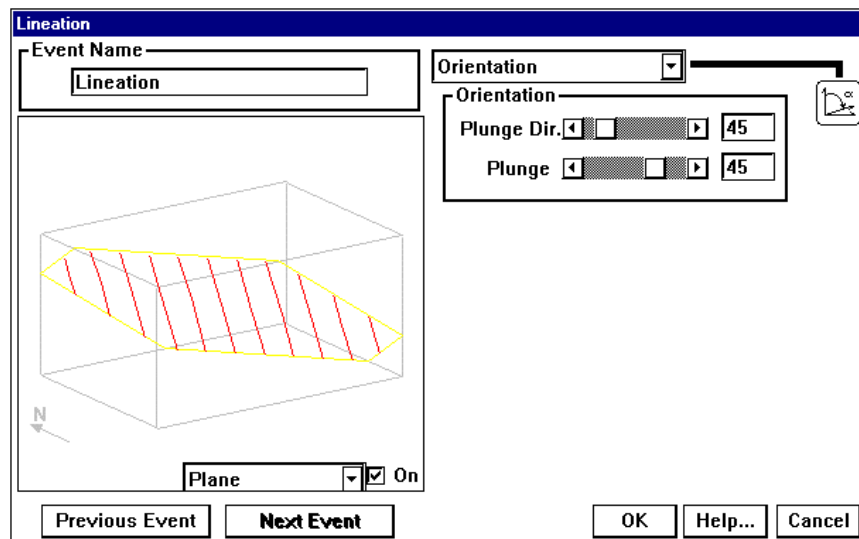 Lineation
Event Name
Lineation
Orientation
Orientation
Plunge Dir. 45
Plunge 45
α
N
Plane
On
Previous Event
Next Event
OK
Help...
Cancel